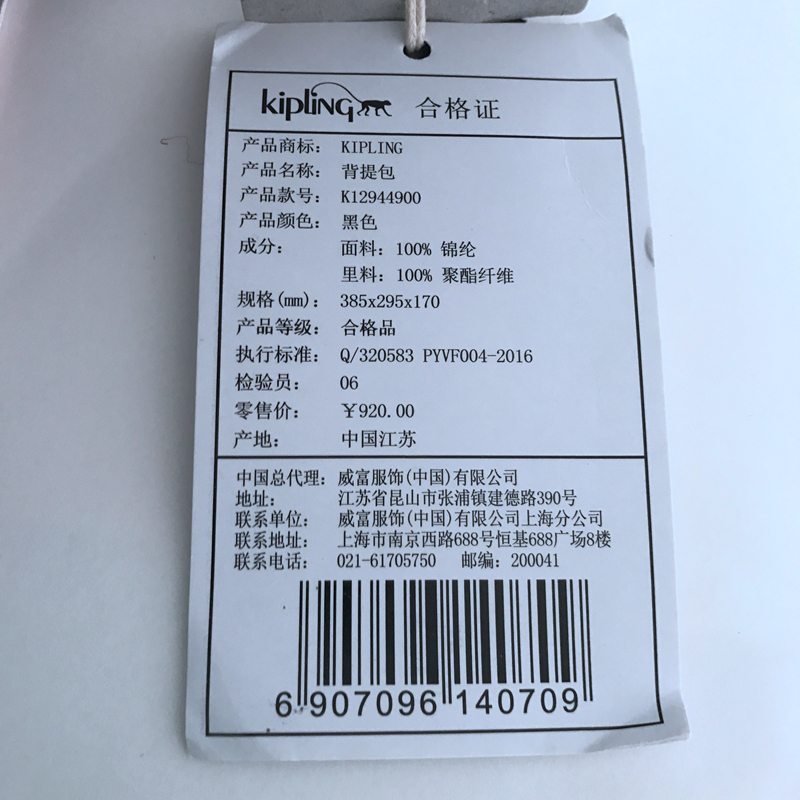 kipling 合格证
产品商标: KIPLING
产品名称: 背提包
产品款号: K12944900
产品颜色: 黑色
成分: 面料: 100% 锦纶
里料: 100% 聚酯纤维
规格(mm): 385x295x170
产品等级: 合格品
执行标准: Q/320583 PYVF004-2016
检验员: 06
零售价: ￥920.00
产地: 中国江苏
中国总代理: 威富服饰(中国)有限公司
地址: 江苏省昆山市张浦镇建德路390号
联系单位: 威富服饰(中国)有限公司上海分公司
联系地址: 上海市南京西路688号恒基688广场8楼
联系电话: 021-61705750 邮编: 200041
6 907096 140709